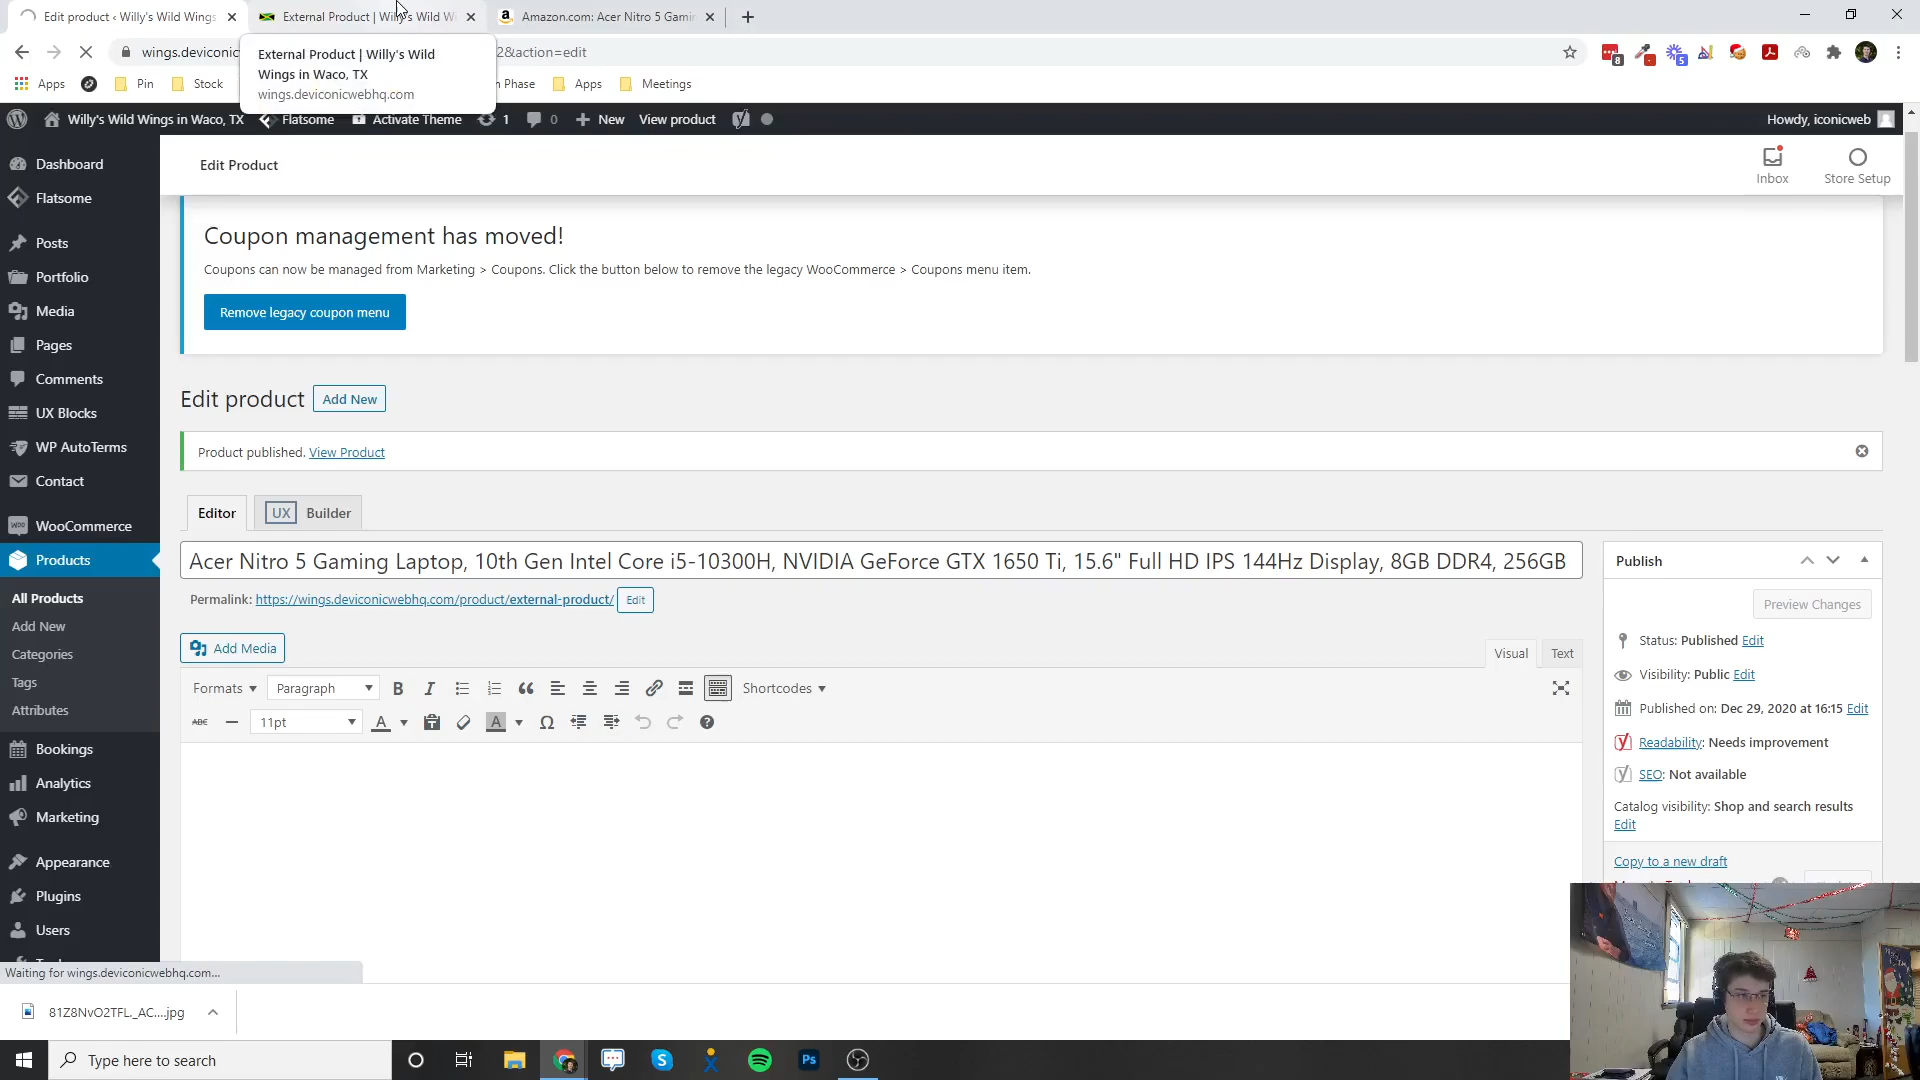 Edit product ‹ Willy's Wild Wings
External Product | Willy's Wild Wi
Amazon.com: Acer Nitro 5 Gamin
wings.deviconic
2&action=edit
External Product | Willy's Wild
Wings in Waco, TX
wings.deviconicwebhq.com
Apps
Pin
Stock
n Phase
Apps
Meetings
8
5
Willy's Wild Wings in Waco, TX
Flatsome
Activate Theme
1
0
New
View product
Howdy, iconicweb
Dashboard
Flatsome
Posts
Portfolio
Media
Pages
Comments
UX Blocks
WP AutoTerms
Contact
WooCommerce
Products
All Products
Add New
Categories
Tags
Attributes
Bookings
Analytics
Marketing
Appearance
Plugins
Users
Edit Product
Inbox
Store Setup
Coupon management has moved!
Coupons can now be managed from Marketing > Coupons. Click the button below to remove the legacy WooCommerce > Coupons menu item.
Remove legacy coupon menu
Edit product
Add New
Product published. View Product
Editor
UX Builder
Acer Nitro 5 Gaming Laptop, 10th Gen Intel Core i5-10300H, NVIDIA GeForce GTX 1650 Ti, 15.6" Full HD IPS 144Hz Display, 8GB DDR4, 256GB
Permalink: https://wings.deviconicwebhq.com/product/external-product/ Edit
Add Media
Visual
Text
Formats
Paragraph
Shortcodes
ABC
11pt
Publish
Preview Changes
Status: Published Edit
Visibility: Public Edit
Published on: Dec 29, 2020 at 16:15 Edit
Readability: Needs improvement
SEO: Not available
Catalog visibility: Shop and search results
Edit
Copy to a new draft
Waiting for wings.deviconicwebhq.com...
81Z8NvO2TFL._AC....jpg
Type here to search
Ps